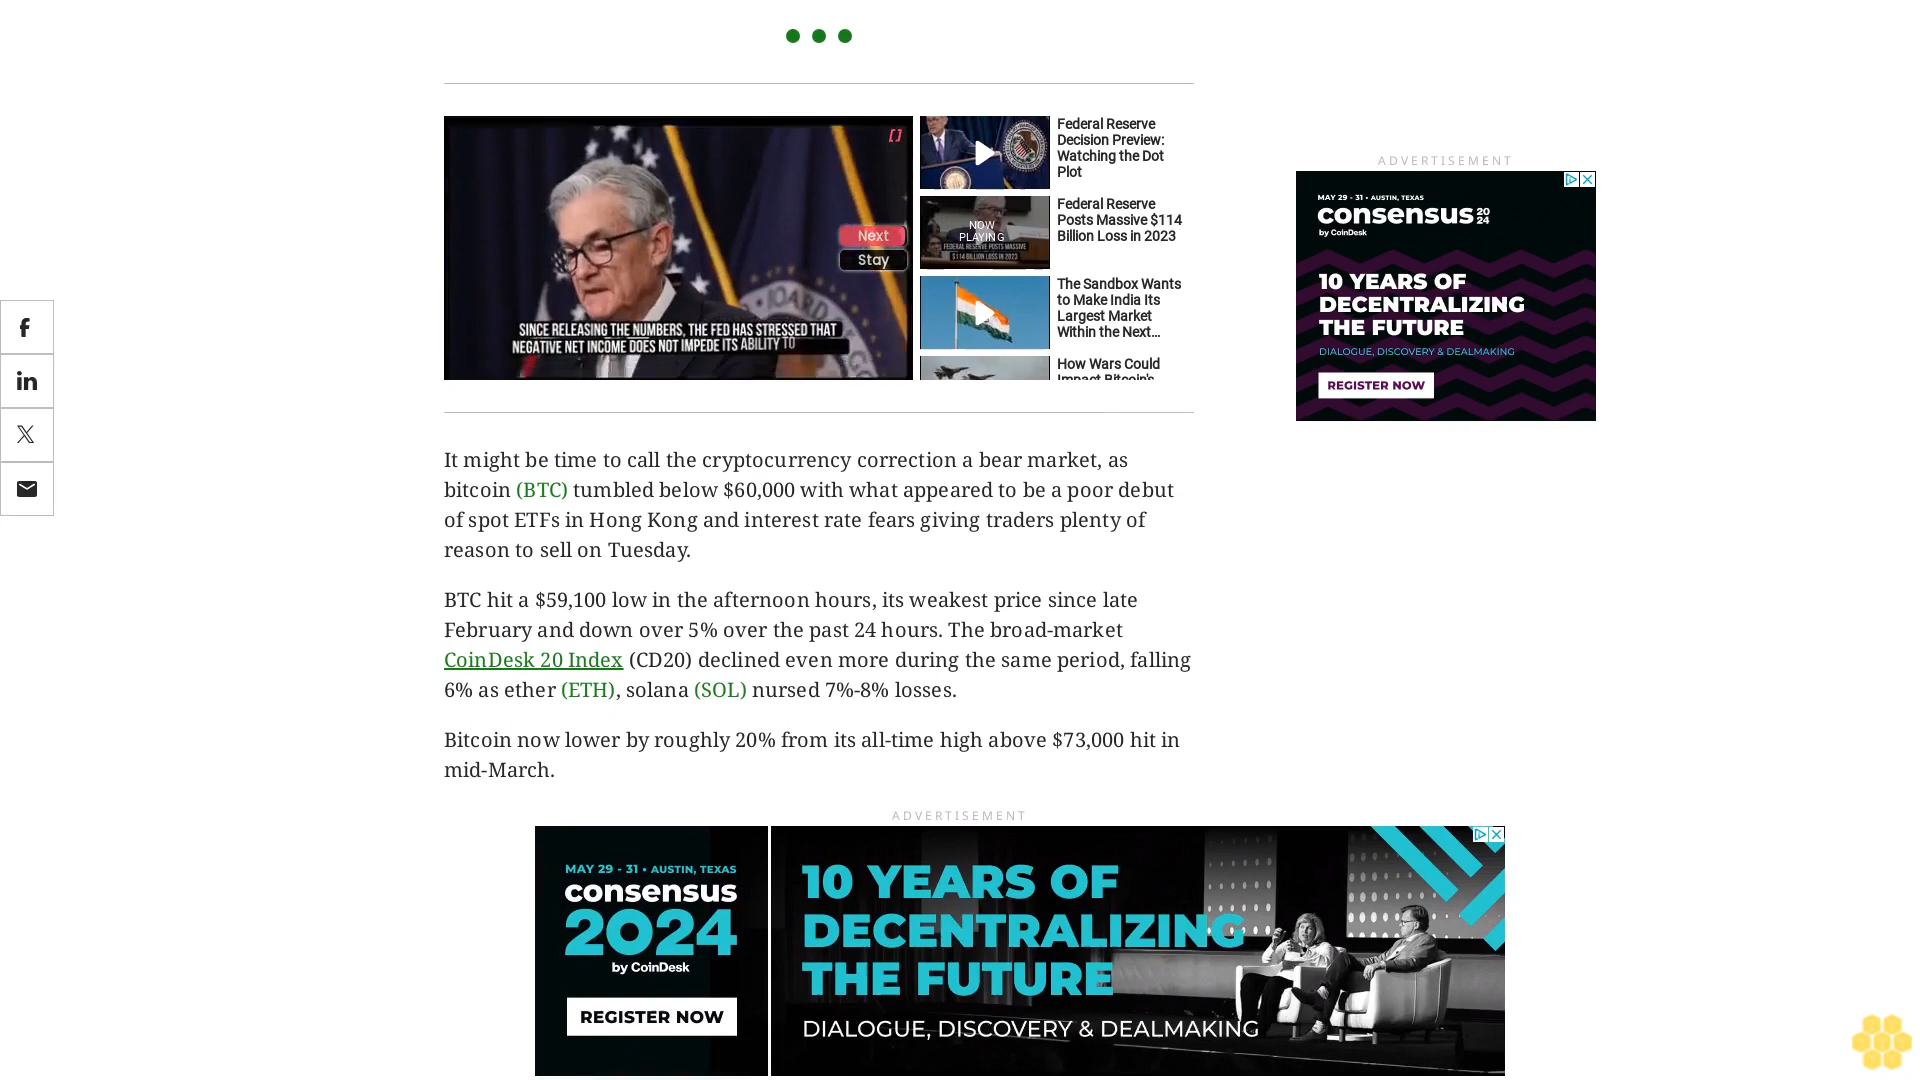 Federal Reserve
Decision Preview:
Watching the Dot
Plot
Next
Stay
SINCE RELEASING THE NUMBERS, THE FED HAS STRESSED THAT
NEGATIVE NET INCOME DOES NOT IMPEDE ITS ABILITY TO
NOW
PLAYING
FEDERAL RESERVE POSTS MASSIVE
$114 BILLION LOSS IN 2023
Federal Reserve
Posts Massive $114
Billion Loss in 2023
The Sandbox Wants
to Make India Its
Largest Market
Within the Next...
How Wars Could
Impact Bitcoin's
ADVERTISEMENT
MAY 29 - 31 • AUSTIN, TEXAS
consensus 20
24
by CoinDesk
10 YEARS OF
DECENTRALIZING
THE FUTURE
DIALOGUE, DISCOVERY & DEALMAKING
REGISTER NOW
It might be time to call the cryptocurrency correction a bear market, as
bitcoin (BTC) tumbled below $60,000 with what appeared to be a poor debut
of spot ETFs in Hong Kong and interest rate fears giving traders plenty of
reason to sell on Tuesday.
BTC hit a $59,100 low in the afternoon hours, its weakest price since late
February and down over 5% over the past 24 hours. The broad-market
CoinDesk 20 Index (CD20) declined even more during the same period, falling
6% as ether (ETH), solana (SOL) nursed 7%-8% losses.
Bitcoin now lower by roughly 20% from its all-time high above $73,000 hit in
mid-March.
ADVERTISEMENT
MAY 29 - 31 • AUSTIN, TEXAS
consensus
2024
by CoinDesk
REGISTER NOW
10 YEARS OF
DECENTRALIZING
THE FUTURE
DIALOGUE, DISCOVERY & DEALMAKING